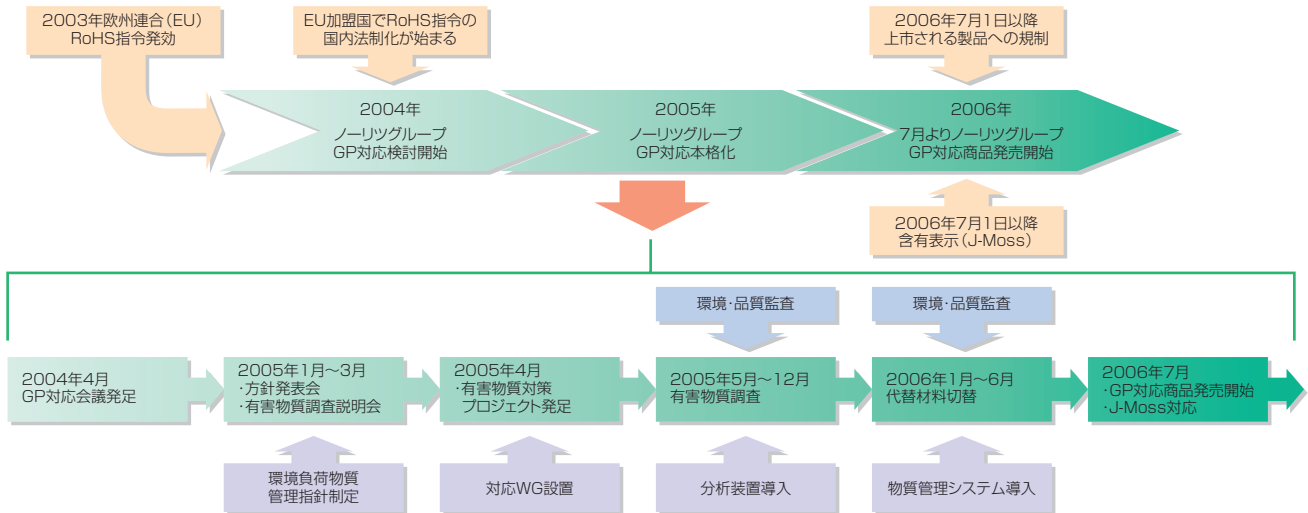 2003年欧州連合（EU）
RoHS指令発効
EU加盟国でRoHS指令の
国内法制化が始まる
2006年7月1日以降
上市される製品への規制
2004年
ノーリツグループ
GP対応検討開始
2005年
ノーリツグループ
GP対応本格化
2006年
7月よりノーリツグループ
GP対応商品発売開始
2006年7月1日以降
含有表示（J-Moss）
環境・品質監査
環境・品質監査
2004年4月
GP対応会議発足
2005年1月～3月
・方針発表会
・有害物質調査説明会
2005年4月
・有害物質対策
プロジェクト発足
2005年5月～12月
有害物質調査
2006年1月～6月
代替材料切替
2006年7月
・GP対応商品発売開始
・J-Moss対応
環境負荷物質
管理指針制定
対応WG設置
分析装置導入
物質管理システム導入